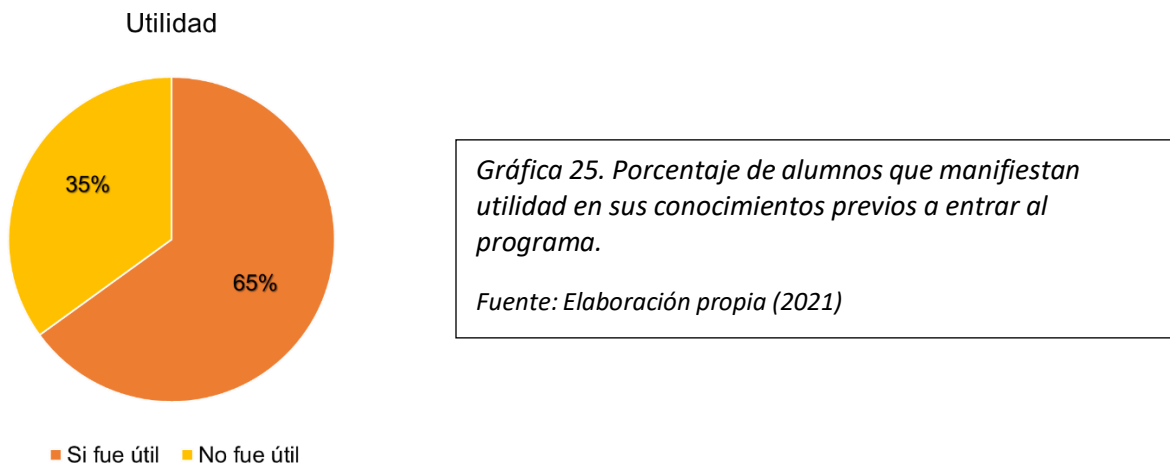 Utilidad
35%
65%
Si fue útil
No fue útil
Gráfica 25. Porcentaje de alumnos que manifiestan
utilidad en sus conocimientos previos a entrar al
programa.
Fuente: Elaboración propia (2021)